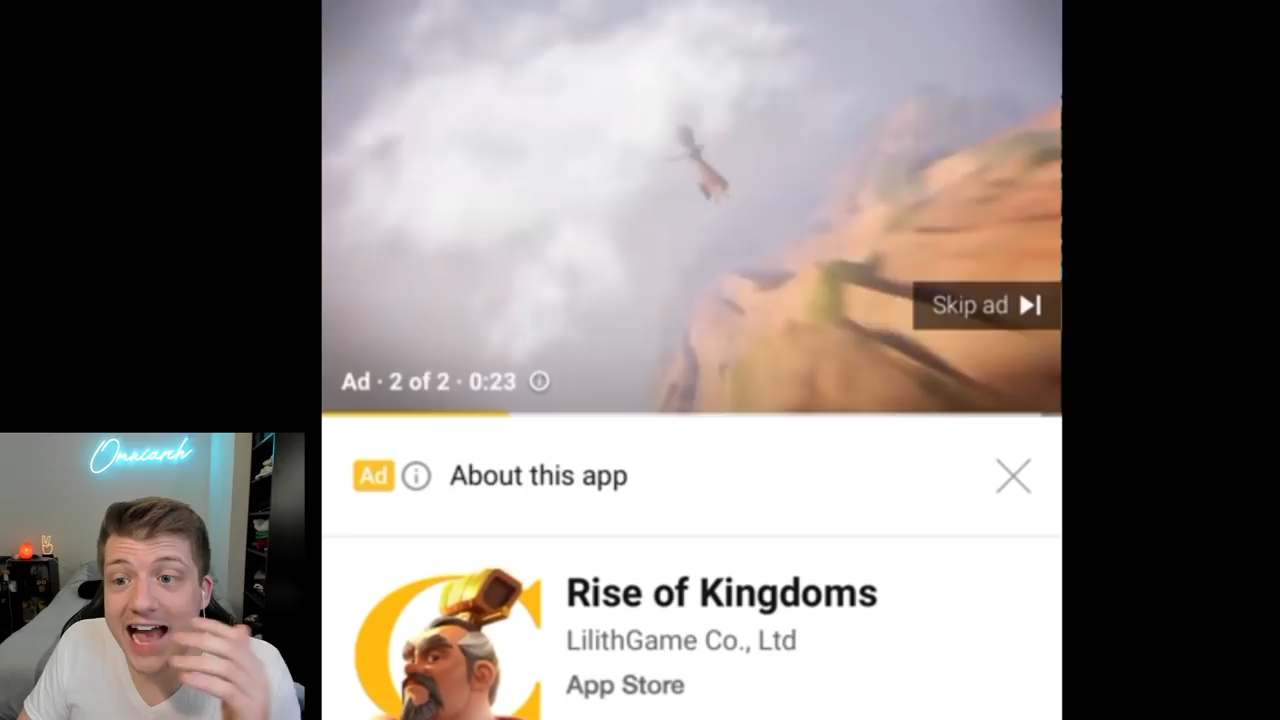 Skip ad
Ad · 2 of 2 · 0:23
Omniarch
Ad
About this app
Rise of Kingdoms
LilithGame Co., Ltd
App Store